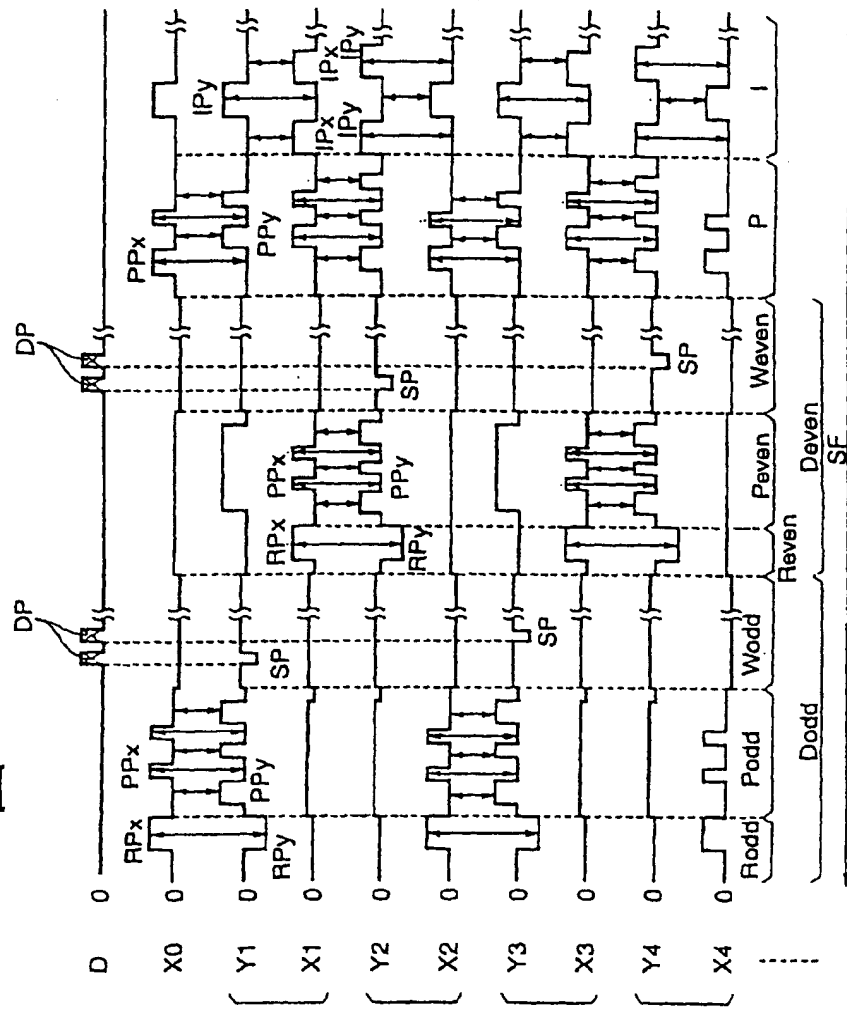 DP DP
D 0
RPx PPx PPx
X0 0
IPy
Y1 0
RPy PPy SP PPy
RPx PPx IPx IPx
X1 0
IPy IPy
Y2 0
RPy PPy SP
X2 0
Y3 0
SP
X3 0
Y4 0
SP
X4 0
Rodd Podd Wodd Reven Peven Weven P I
Dodd Deven
SF